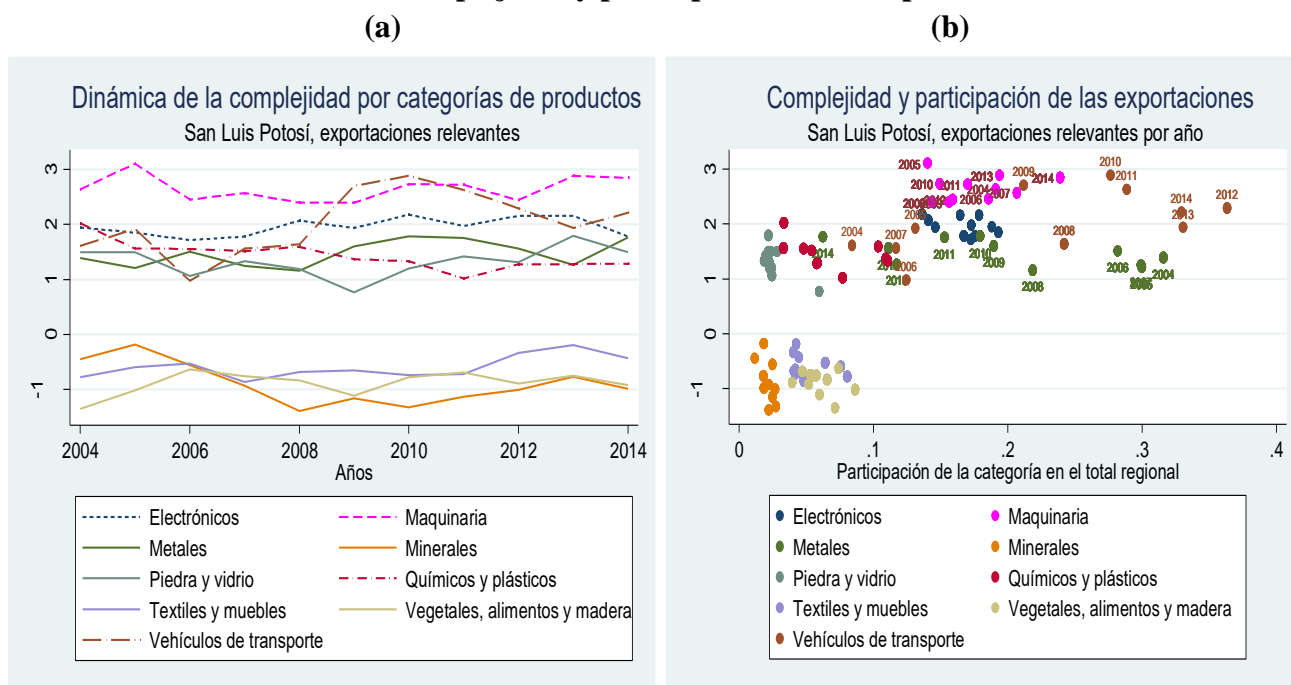 (a)
Dinámica de la complejidad por categorías de productos
San Luis Potosí, exportaciones relevantes
3
2
1
0
-1
2004 2006 2008 2010 2012 2014
Años
Electrónicos Maquinaria
Metales Minerales
Piedra y vidrio Químicos y plásticos
Textiles y muebles Vegetales, alimentos y madera
Vehículos de transporte
(b)
Complejidad y participación de las exportaciones
San Luis Potosí, exportaciones relevantes por año
3
2
1
0
-1
2010
2005
2009
2013
2014
2010 2011
2011
2004
2007
2006
2012
2014
2013
2004
2007
2008
2006
2014
2011
2010
2009
2008
2006
2004
2005
0 .1 .2 .3 .4
Participación de la categoría en el total regional
Electrónicos Maquinaria
Metales Minerales
Piedra y vidrio Químicos y plásticos
Textiles y muebles Vegetales, alimentos y madera
Vehículos de transporte